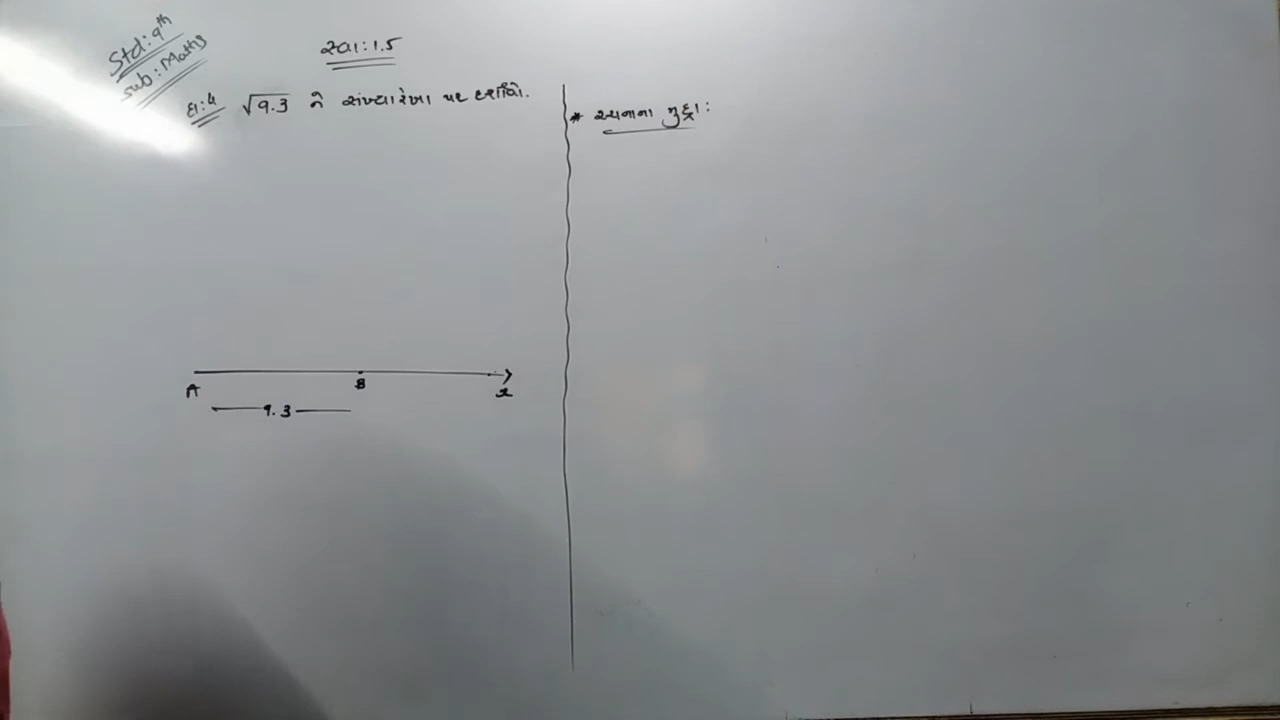 Std: 9th
sub: Maths
સ્વા: 1.5
દા: 4 √9.3 ને સંખ્યારેખા પર દર્શાવો.
* રચનાના મુદ્દા :
A B x
9.3